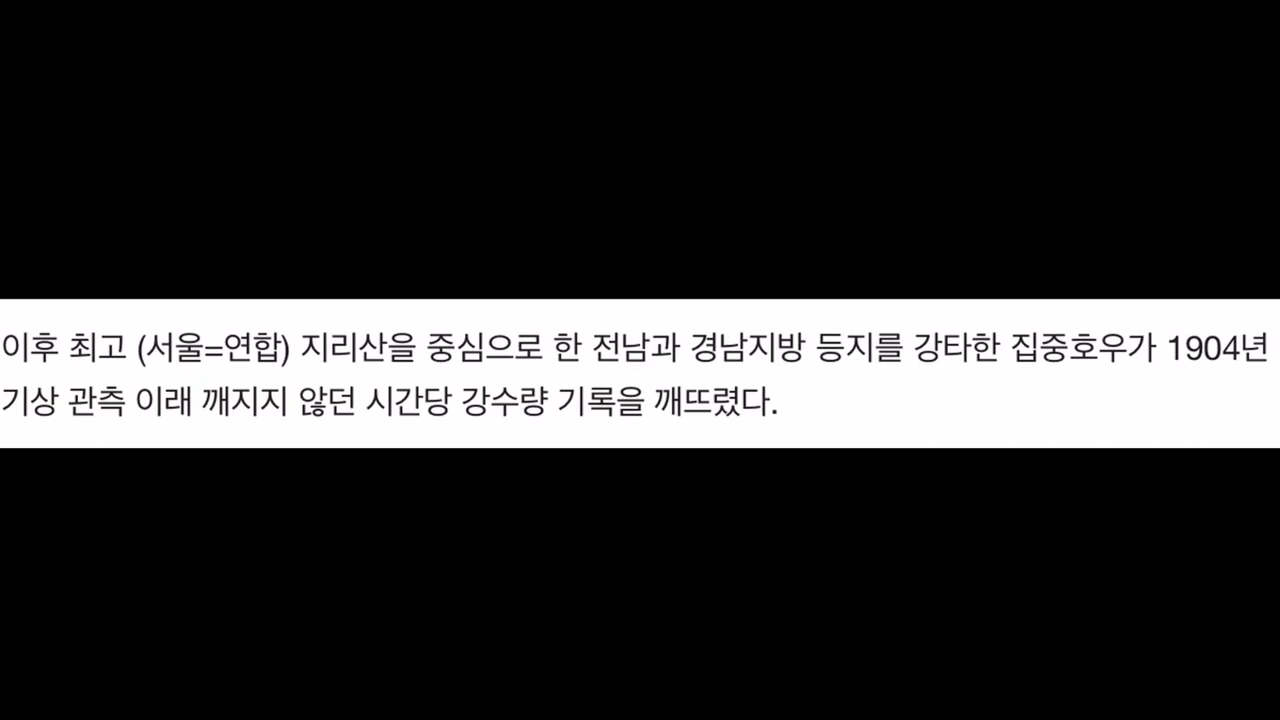 이후 최고 (서울=연합) 지리산을 중심으로 한 전남과 경남지방 등지를 강타한 집중호우가 1904년
기상 관측 이래 깨지지 않던 시간당 강수량 기록을 깨뜨렸다.